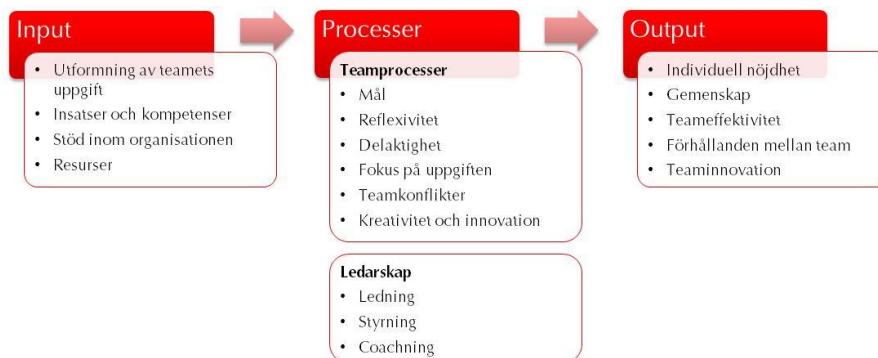 Input
• Utformning av teamets
uppgift
• Insatser och kompetenser
• Stöd inom organisationen
• Resurser
Processer
Teamprocesser
• Mål
• Reflexivitet
• Delaktighet
• Fokus på uppgiften
• Teamkonflikter
• Kreativitet och innovation
Ledarskap
• Ledning
• Styrning
• Coachning
Output
• Individuell nöjdhet
• Gemenskap
• Teameffektivitet
• Förhållanden mellan team
• Teaminnovation